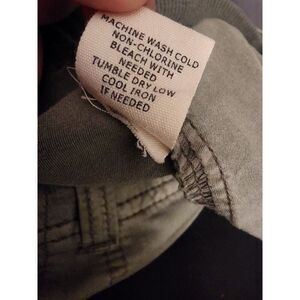 MACHINE WASH COLD
NON-CHLORINE
BLEACH WITH
NEEDED
TUMBLE DRY LOW
COOL IRON
IF NEEDED